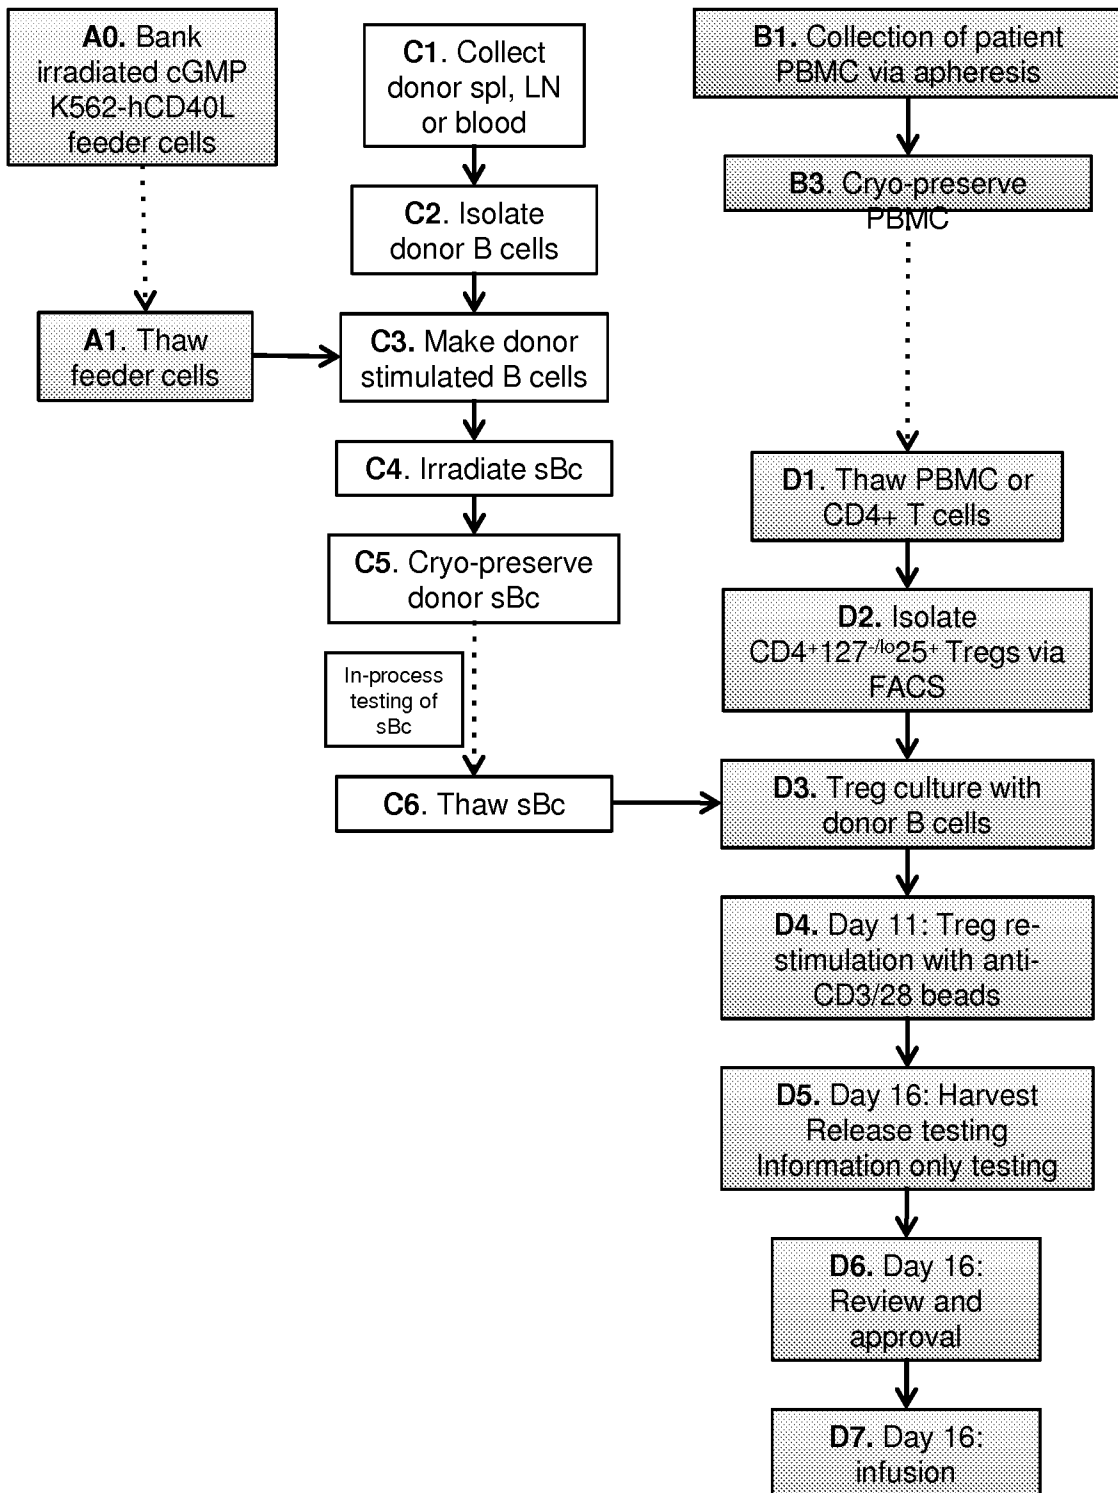 A0. Bank
irradiated cGMP
K562-hCD40L
feeder cells
A1. Thaw
feeder cells
C1. Collect
donor spl, LN
or blood
C2. Isolate
donor B cells
C3. Make donor
stimulated B cells
C4. Irradiate sBc
C5. Cryo-preserve
donor sBc
In-process
testing of
sBc
C6. Thaw sBc
B1. Collection of patient
PBMC via apheresis
B3. Cryo-preserve
PBMC
D1. Thaw PBMC or
CD4+ T cells
D2. Isolate
CD4⁺127⁻/ˡᵒ25⁺ Tregs via
FACS
D3. Treg culture with
donor B cells
D4. Day 11: Treg re-
stimulation with anti-
CD3/28 beads
D5. Day 16: Harvest
Release testing
Information only testing
D6. Day 16:
Review and
approval
D7. Day 16:
infusion